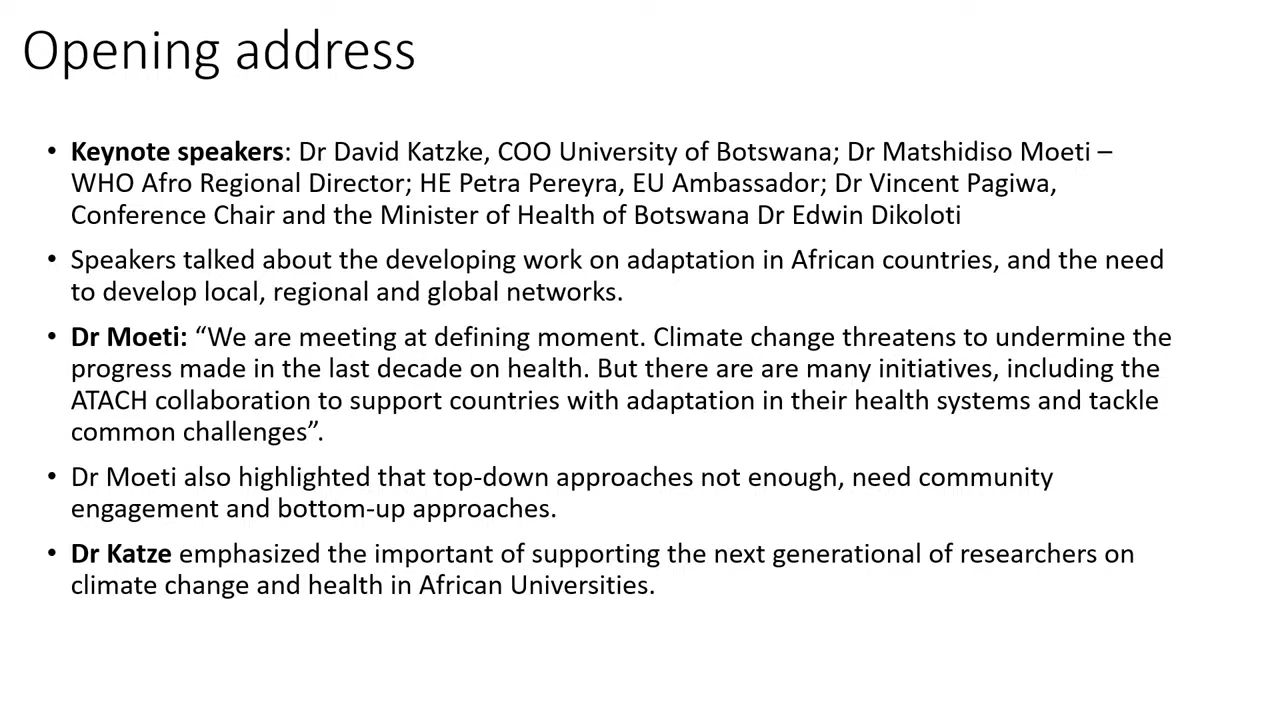 Opening address
• Keynote speakers: Dr David Katzke, COO University of Botswana; Dr Matshidiso Moeti –
WHO Afro Regional Director; HE Petra Pereyra, EU Ambassador; Dr Vincent Pagiwa,
Conference Chair and the Minister of Health of Botswana Dr Edwin Dikoloti
• Speakers talked about the developing work on adaptation in African countries, and the need
to develop local, regional and global networks.
• Dr Moeti: “We are meeting at defining moment. Climate change threatens to undermine the
progress made in the last decade on health. But there are are many initiatives, including the
ATACH collaboration to support countries with adaptation in their health systems and tackle
common challenges”.
• Dr Moeti also highlighted that top-down approaches not enough, need community
engagement and bottom-up approaches.
• Dr Katze emphasized the important of supporting the next generational of researchers on
climate change and health in African Universities.